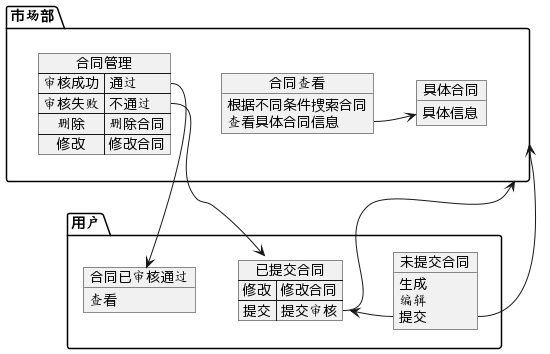 市场部
合同管理
审核成功 通过
审核失败 不通过
删除 删除合同
修改 修改合同
合同查看
根据不同条件搜索合同
查看具体合同信息
具体合同
具体信息
用户
合同已审核通过
查看
已提交合同
修改 修改合同
提交 提交审核
未提交合同
生成
编辑
提交